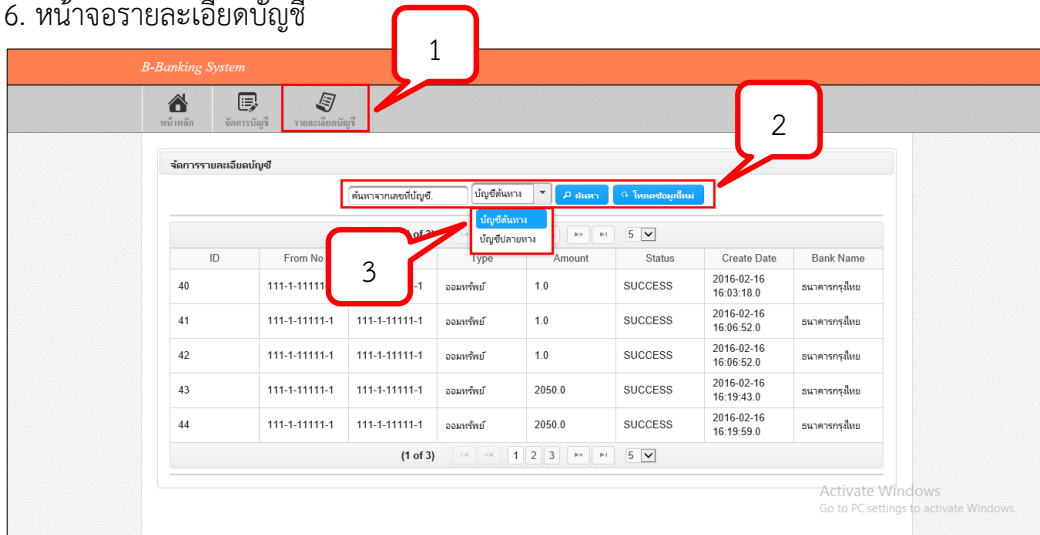 6. หน้าจอรายละเอียดบัญชี
1
B-Banking System
หน้าหลัก จัดการบัญชี รายละเอียดบัญชี
2
จัดการรายละเอียดบัญชี
ค้นหาจากเลขที่บัญชี. บัญชีต้นทาง ค้นหา โหลดข้อมูลใหม่
บัญชีต้นทาง
บัญชีปลายทาง
5
3
ID From No Type Amount Status Create Date Bank Name
40 111-1-11111- -1 ออมทรัพย์ 1.0 SUCCESS 2016-02-16 16:03:18.0 ธนาคารกรุงไทย
41 111-1-11111-1 111-1-11111-1 ออมทรัพย์ 1.0 SUCCESS 2016-02-16 16:06:52.0 ธนาคารกรุงไทย
42 111-1-11111-1 111-1-11111-1 ออมทรัพย์ 1.0 SUCCESS 2016-02-16 16:06:52.0 ธนาคารกรุงไทย
43 111-1-11111-1 111-1-11111-1 ออมทรัพย์ 2050.0 SUCCESS 2016-02-16 16:19:43.0 ธนาคารกรุงไทย
44 111-1-11111-1 111-1-11111-1 ออมทรัพย์ 2050.0 SUCCESS 2016-02-16 16:19:59.0 ธนาคารกรุงไทย
(1 of 3) 1 2 3 5
Activate Windows
Go to PC settings to activate Windows.